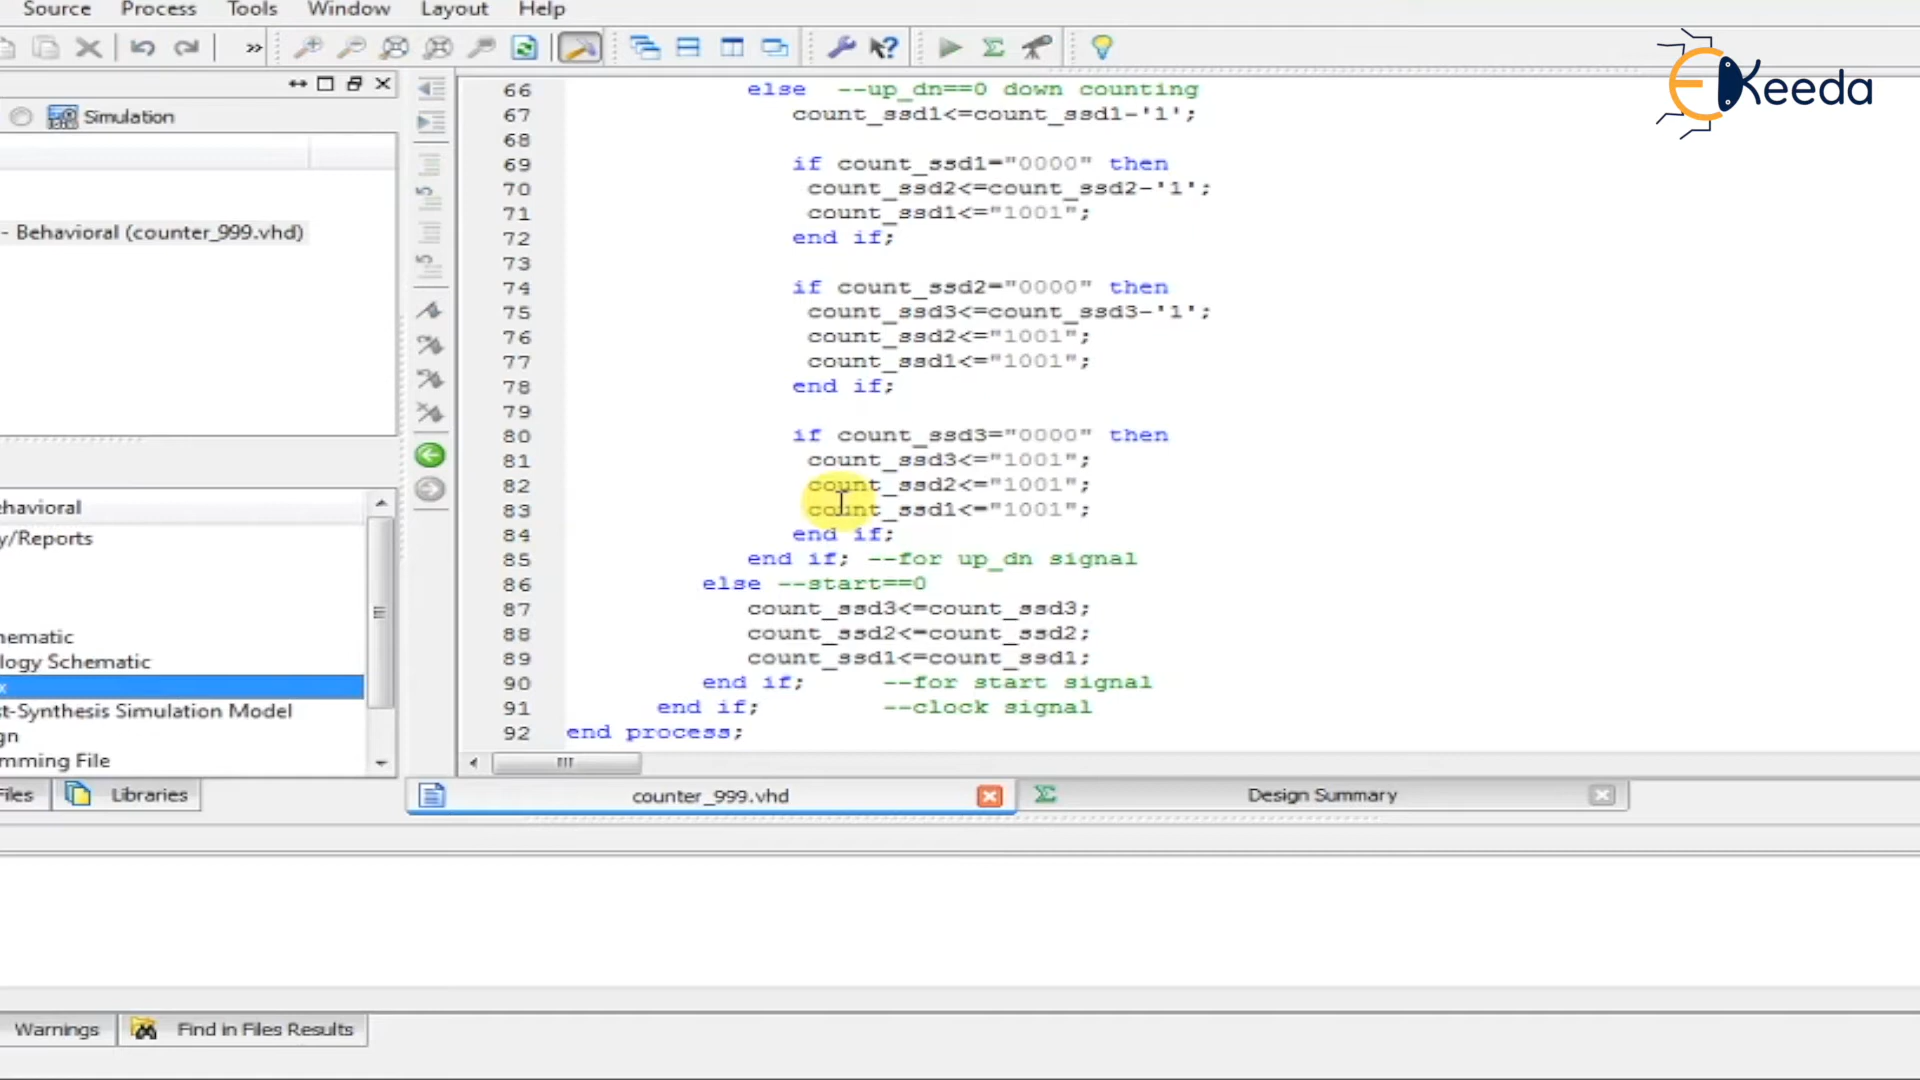 Source Process Tools Window Layout Help
»
EKeeda
Simulation
- Behavioral (counter_999.vhd)
66 else --up_dn==0 down counting
67 count_ssd1<=count_ssd1-'1';
68
69 if count_ssd1="0000" then
70 count_ssd2<=count_ssd2-'1';
71 count_ssd1<="1001";
72 end if;
73
74 if count_ssd2="0000" then
75 count_ssd3<=count_ssd3-'1';
76 count_ssd2<="1001";
77 count_ssd1<="1001";
78 end if;
79
80 if count_ssd3="0000" then
81 count_ssd3<="1001";
82 count_ssd2<="1001";
83 count_ssd1<="1001";
84 end if;
85 end if; --for up_dn signal
86 else --start==0
87 count_ssd3<=count_ssd3;
88 count_ssd2<=count_ssd2;
89 count_ssd1<=count_ssd1;
90 end if; --for start signal
91 end if; --clock signal
92 end process;
ehavioral
y/Reports
hematic
logy Schematic
x
t-Synthesis Simulation Model
gn
mming File
Files Libraries
counter_999.vhd Design Summary
Warnings Find in Files Results